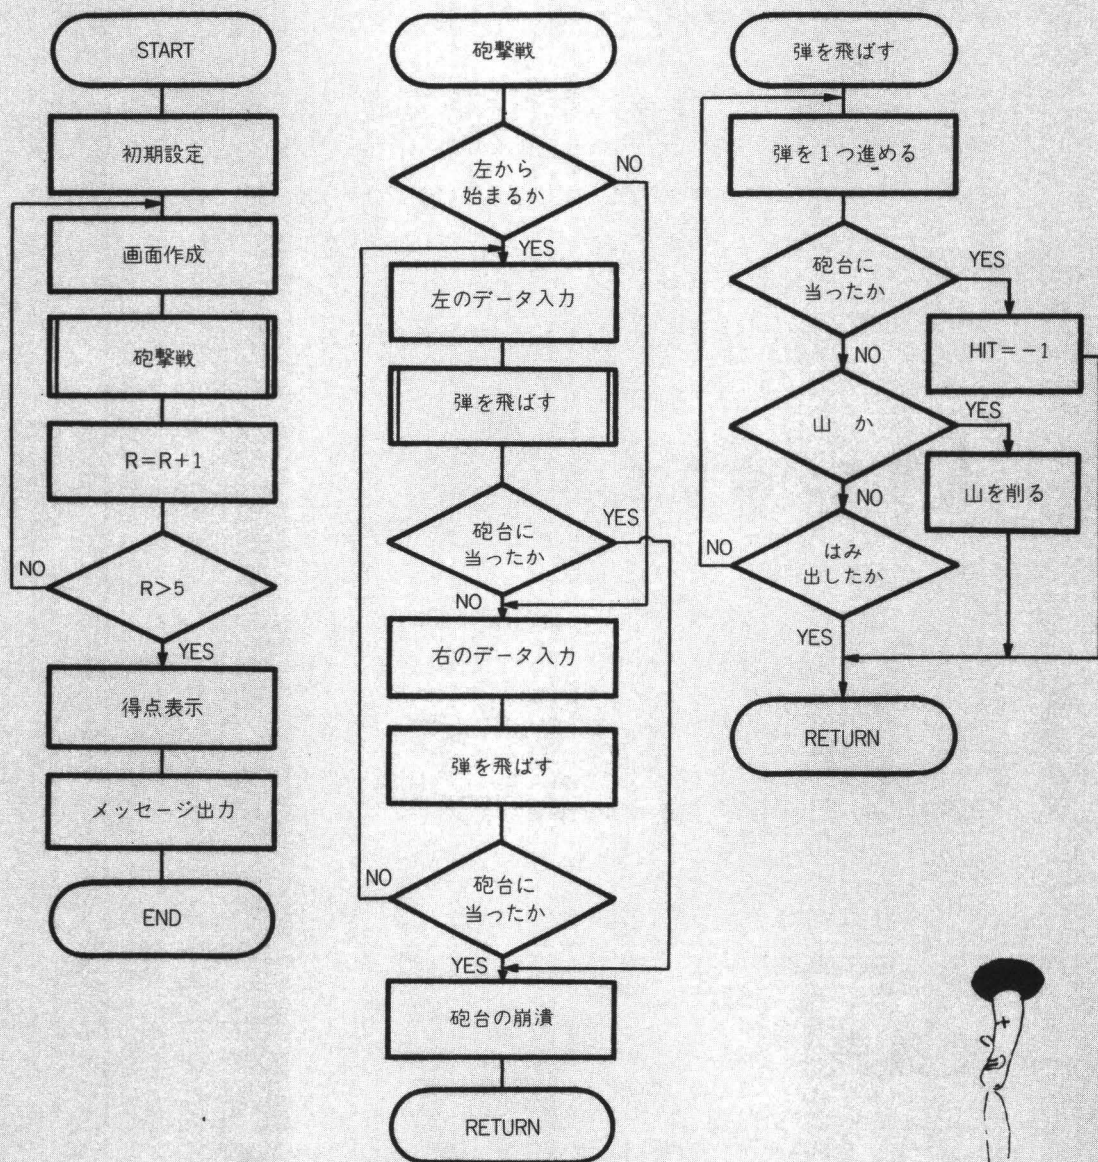 START
初期設定
画面作成
砲撃戦
R=R+1
NO
R>5
YES
得点表示
メッセージ出力
END
砲撃戦
左から
始まるか
NO
YES
左のデータ入力
弾を飛ばす
砲台に
当ったか
YES
NO
右のデータ入力
弾を飛ばす
NO
砲台に
当ったか
YES
砲台の崩潰
RETURN
弾を飛ばす
弾を1つ進める
砲台に
当ったか
YES
HIT=-1
NO
山 か
YES
山を削る
NO
NO
はみ
出したか
YES
RETURN